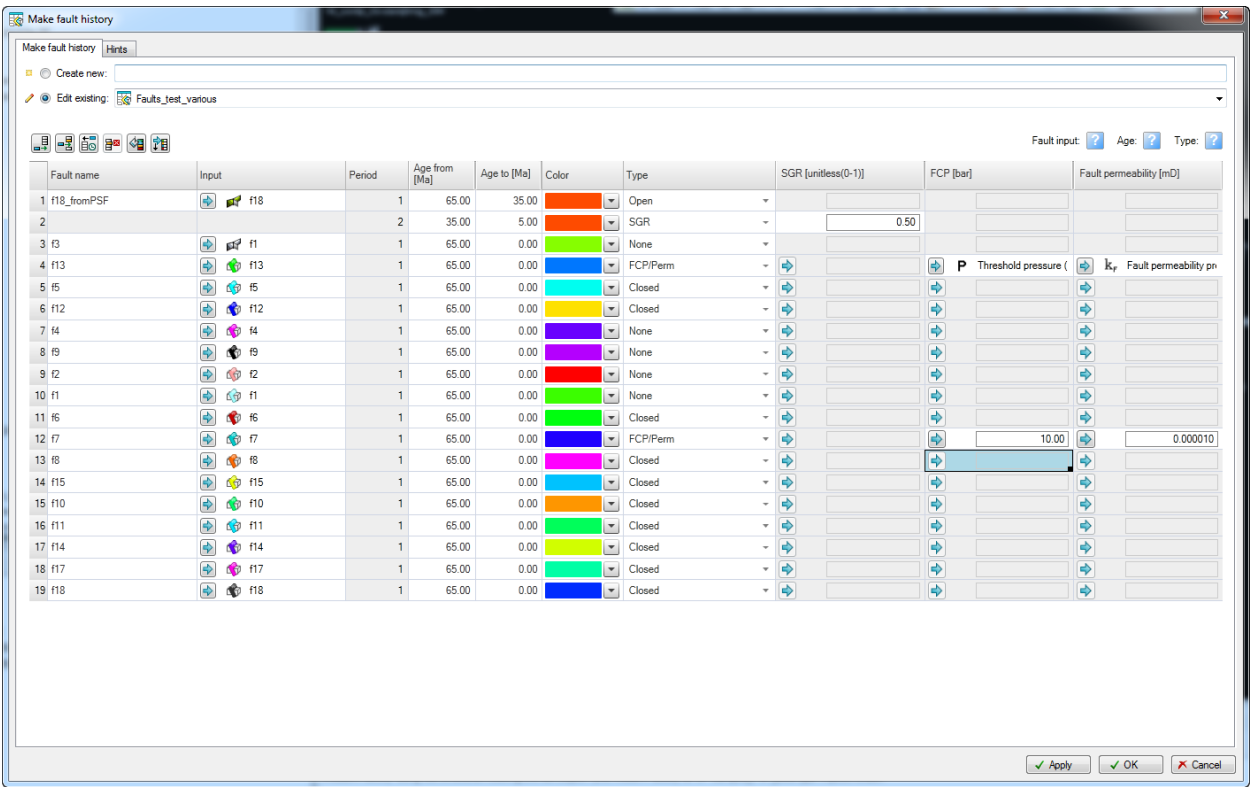 Make fault history
Make fault history Hints
Create new:
Edit existing: Faults_test_various
Fault input: ? Age: ? Type: ?
Fault name Input Period Age from [Ma] Age to [Ma] Color Type SGR [unitless(0-1)] FCP [bar] Fault permeability [mD]
1 f18_fromPSF f18 1 65.00 35.00 Open
2 2 35.00 5.00 SGR 0.50
3 f3 f1 1 65.00 0.00 None
4 f13 f13 1 65.00 0.00 FCP/Perm P Threshold pressure ( kF Fault permeability pro
5 f5 f5 1 65.00 0.00 Closed
6 f12 f12 1 65.00 0.00 Closed
7 f4 f4 1 65.00 0.00 None
8 f9 f9 1 65.00 0.00 None
9 f2 f2 1 65.00 0.00 None
10 f1 f1 1 65.00 0.00 None
11 f6 f6 1 65.00 0.00 Closed
12 f7 f7 1 65.00 0.00 FCP/Perm 10.00 0.000010
13 f8 f8 1 65.00 0.00 Closed
14 f15 f15 1 65.00 0.00 Closed
15 f10 f10 1 65.00 0.00 Closed
16 f11 f11 1 65.00 0.00 Closed
17 f14 f14 1 65.00 0.00 Closed
18 f17 f17 1 65.00 0.00 Closed
19 f18 f18 1 65.00 0.00 Closed
Apply OK Cancel